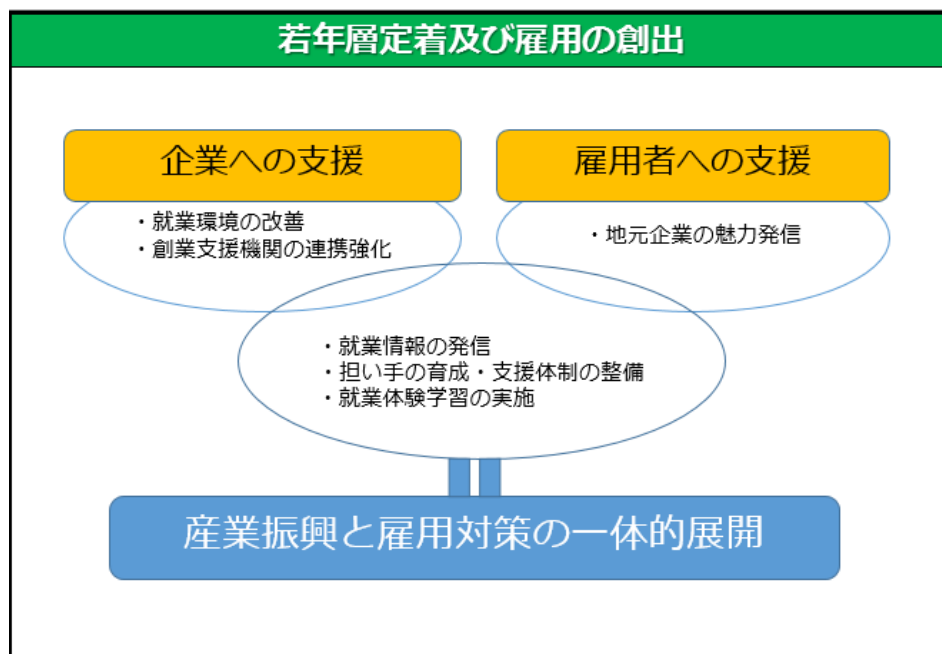 若年層定着及び雇用の創出
企業への支援
・就業環境の改善
・創業支援機関の連携強化
雇用者への支援
・地元企業の魅力発信
・就業情報の発信
・担い手の育成・支援体制の整備
・就業体験学習の実施
産業振興と雇用対策の一体的展開